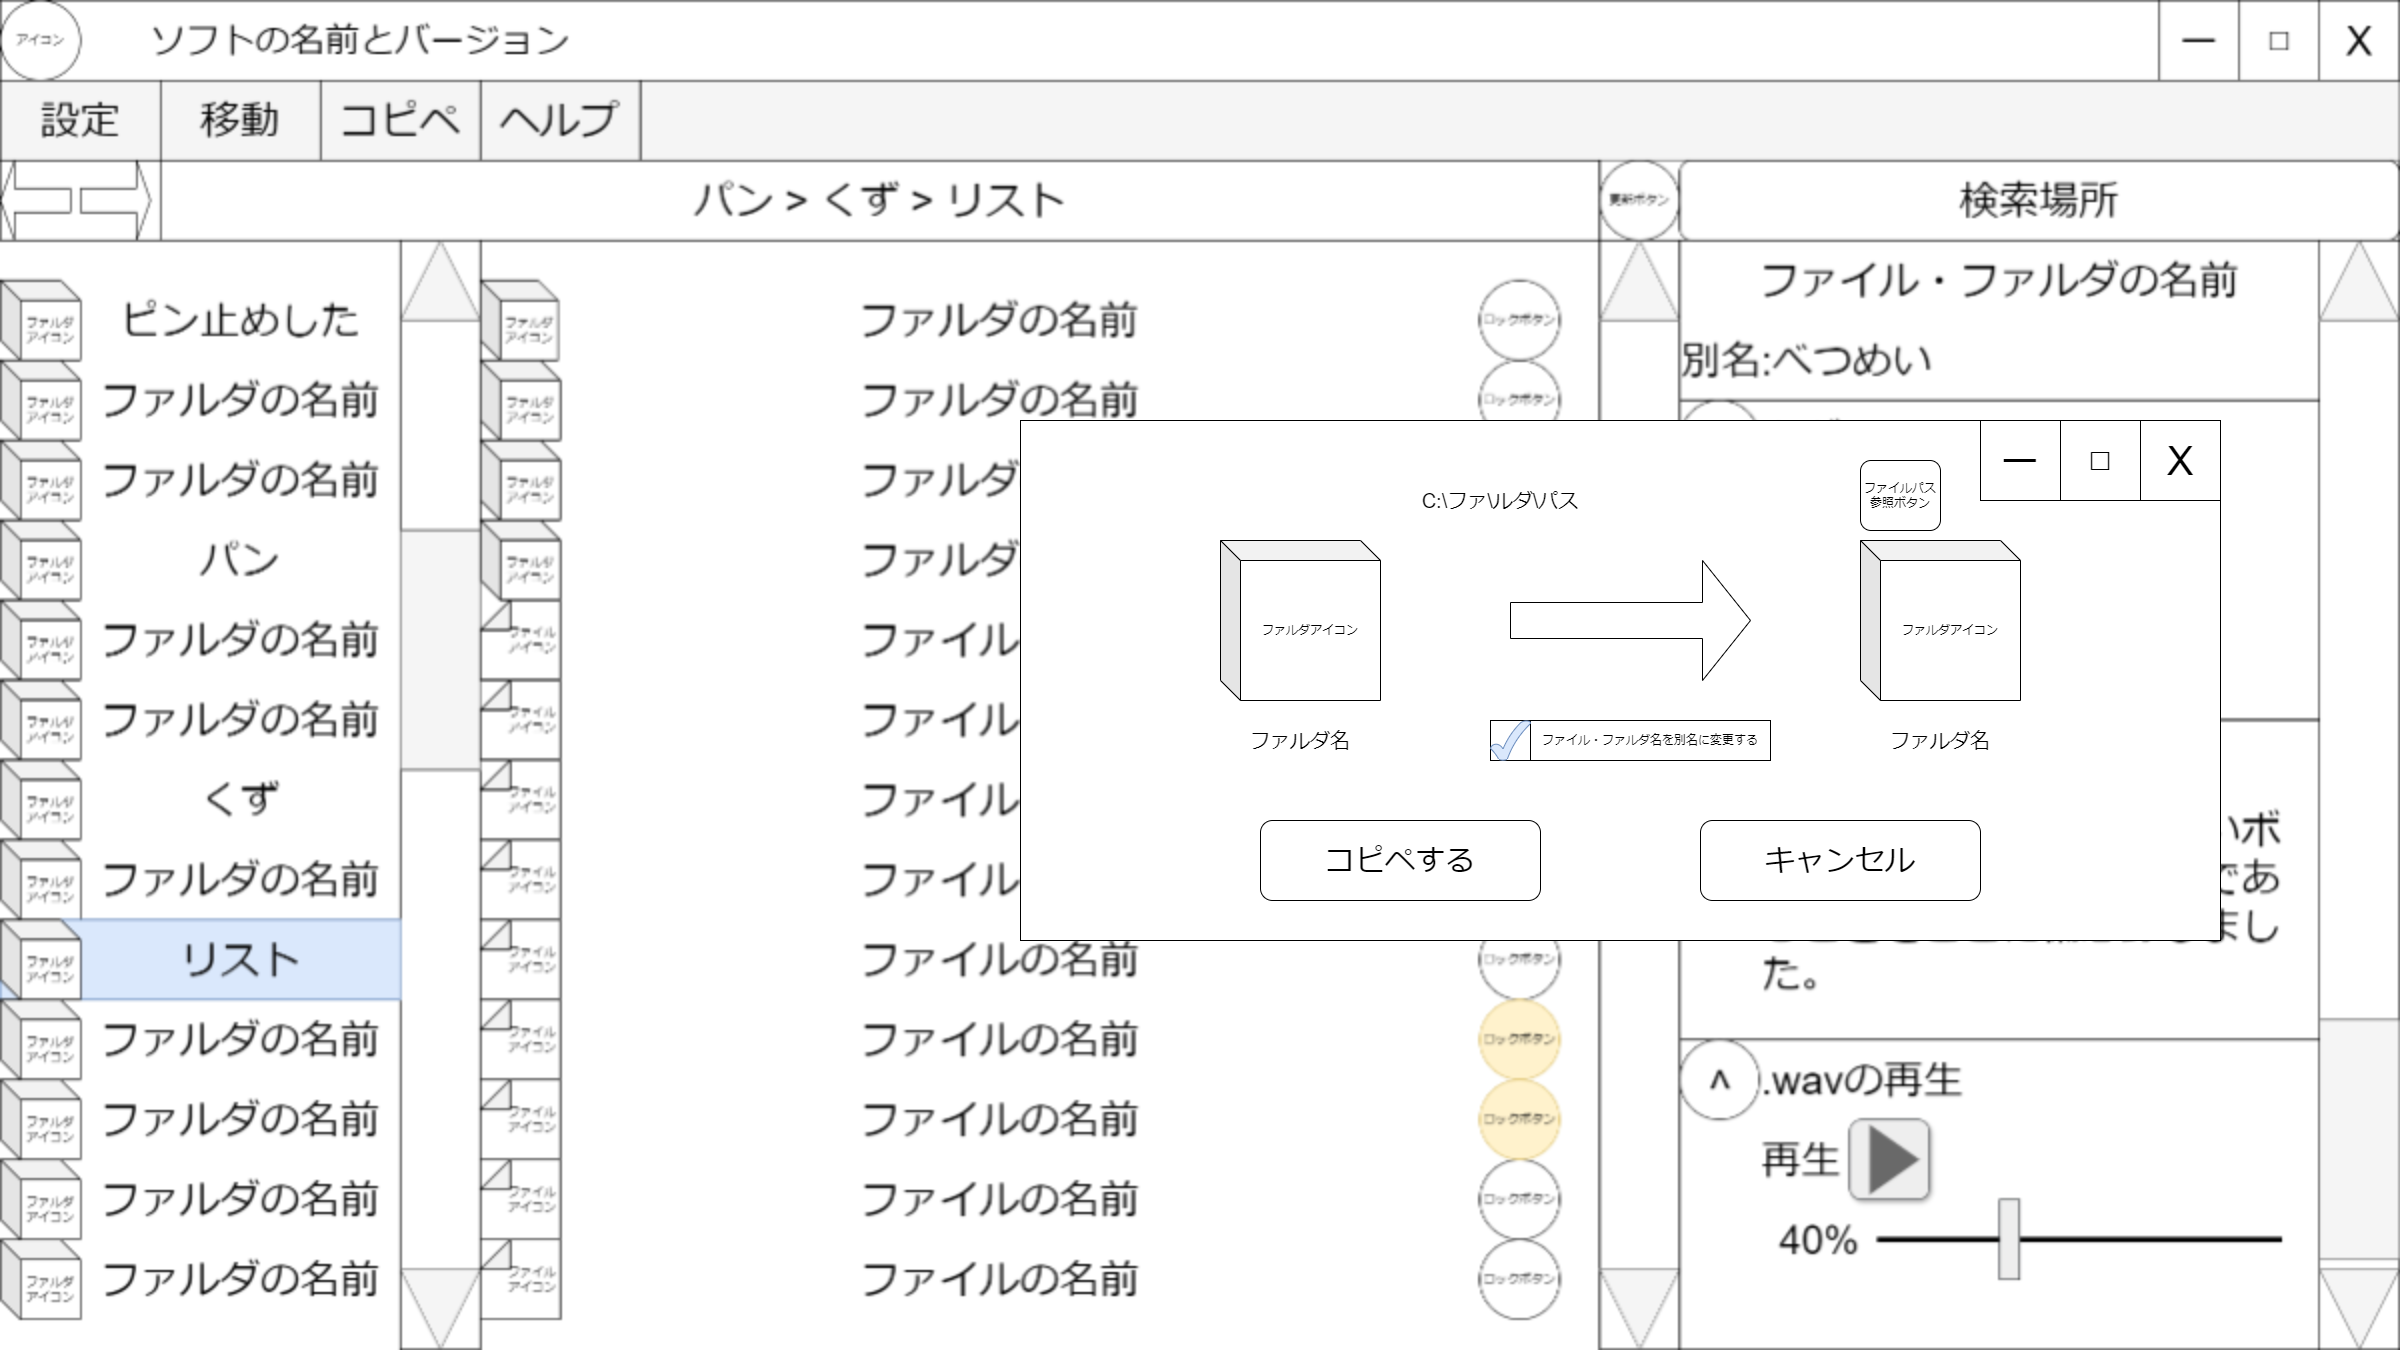 アイコン
ソフトの名前とバージョン
— □ X
設定
移動
コピペ
ヘルプ
パン > くず > リスト
更新ボタン
検索場所
ファルダ
アイコン
ピン止めした
ファルダ
アイコン
ファルダの名前
ファルダ
アイコン
ファルダの名前
ファルダ
アイコン
パン
ファルダ
アイコン
ファルダの名前
ファルダ
アイコン
ファルダの名前
ファルダ
アイコン
くず
ファルダ
アイコン
ファルダの名前
ファルダ
アイコン
リスト
ファルダ
アイコン
ファルダの名前
ファルダ
アイコン
ファルダの名前
ファルダ
アイコン
ファルダの名前
ファルダ
アイコン
ファルダの名前
ファルダ
アイコン
ファルダの名前
ロックボタン
ファルダ
アイコン
ファルダの名前
ロックボタン
ファルダ
アイコン
ファルダ
ファルダ
アイコン
ファルダ
ファイル
アイコン
ファイル
ファイル
アイコン
ファイル
ファイル
アイコン
ファイル
ファイル
アイコン
ファイル
ファイル
アイコン
ファイルの名前
ロックボタン
ファイル
アイコン
ファイルの名前
ロックボタン
ファイル
アイコン
ファイルの名前
ロックボタン
ファイル
アイコン
ファイルの名前
ロックボタン
ファイル
アイコン
ファイルの名前
ロックボタン
ファイル・ファルダの名前
別名:べつめい
— □ X
C:\ファルダ\パス
ファイルパス
参照ボタン
ファルダアイコン
ファルダアイコン
ファルダ名
ファイル・ファルダ名を別名に変更する
ファルダ名
コピペする
キャンセル
いボ
であ
まし
た。
^
.wavの再生
再生
40%